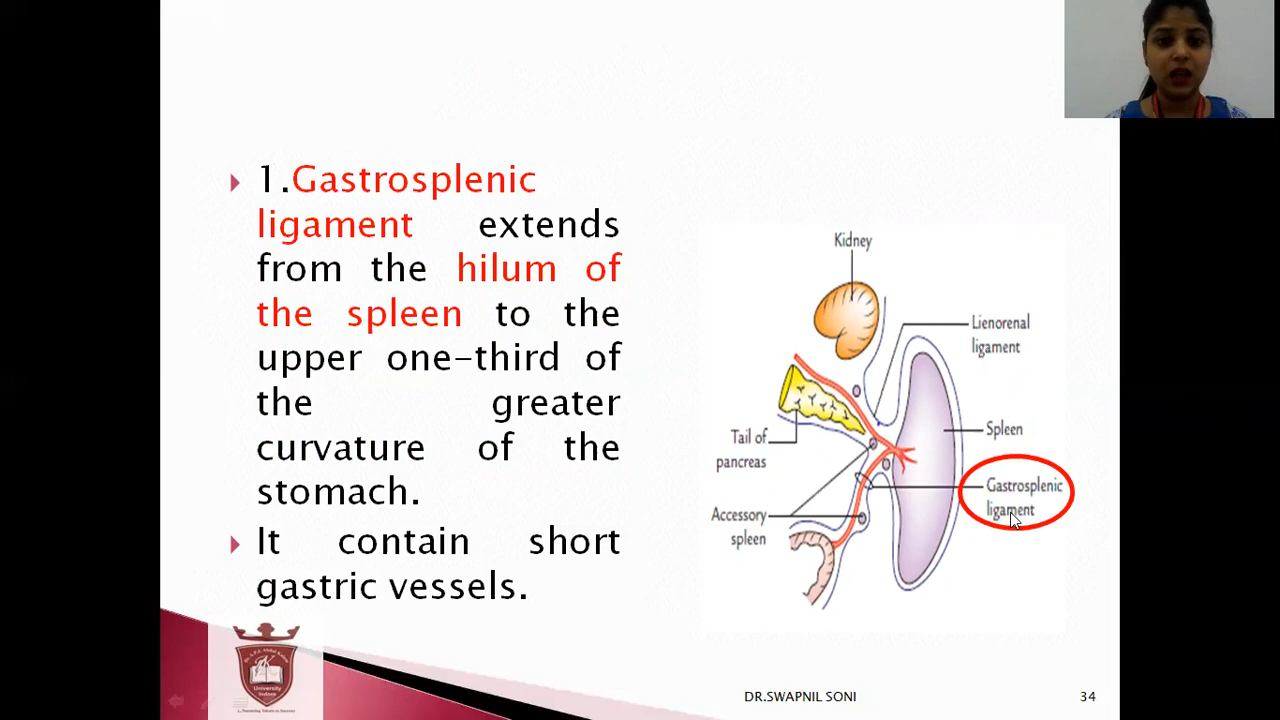 1.Gastrosplenic
ligament extends
from the hilum of
the spleen to the
upper one-third of
the greater
curvature of the
stomach.
It contain short
gastric vessels.
Kidney
Lienorenal
ligament
Spleen
Tail of
pancreas
Gastrosplenic
ligament
Accessory
spleen
University
Indore
DR.SWAPNIL SONI
34